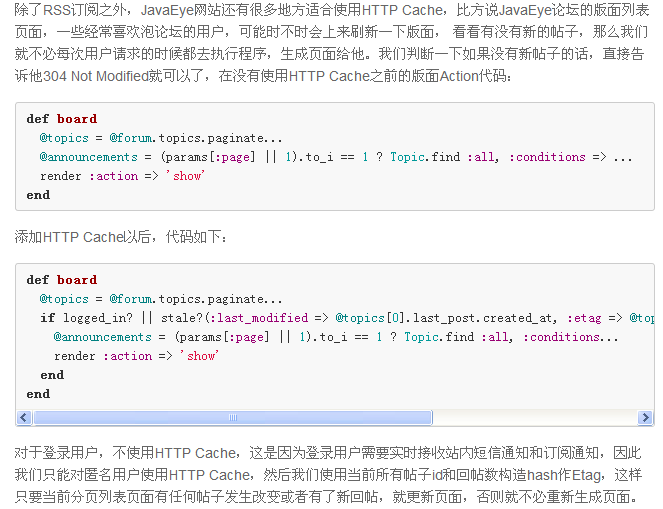 除了RSS订阅之外，JavaEye网站还有很多地方适合使用HTTP Cache，比方说JavaEye论坛的版面列表
页面，一些经常喜欢泡论坛的用户，可能时不时会上来刷新一下版面， 看看有没有新的帖子，那么我们
就不必每次用户请求的时候都去执行程序，生成页面给他。我们判断一下如果没有新帖子的话，直接告
诉他304 Not Modified就可以了，在没有使用HTTP Cache之前的版面Action代码：
def board
  @topics = @forum.topics.paginate...
  @announcements = (params[:page] || 1).to_i == 1 ? Topic.find :all, :conditions => ...
  render :action => 'show'
end
添加HTTP Cachel以后，代码如下：
def board
  @topics = @forum.topics.paginate...
  if logged_in? || stale?(:last_modified => @topics[0].last_post.created_at, :etag => @top
    @announcements = (params[:page] || 1).to_i == 1 ? Topic.find :all, :conditions...
    render :action => 'show'
  end
end
对于登录用户，不使用HTTP Cache，这是因为登录用户需要实时接收站内短信通知和订阅通知，因此
我们只能对匿名用户使用HTTP Cache，然后我们使用当前所有帖子id和回帖数构造hash作Etag，这样
只要当前分页列表页面有任何帖子发生改变或者有了新回帖，就更新页面，否则就不必重新生成页面。